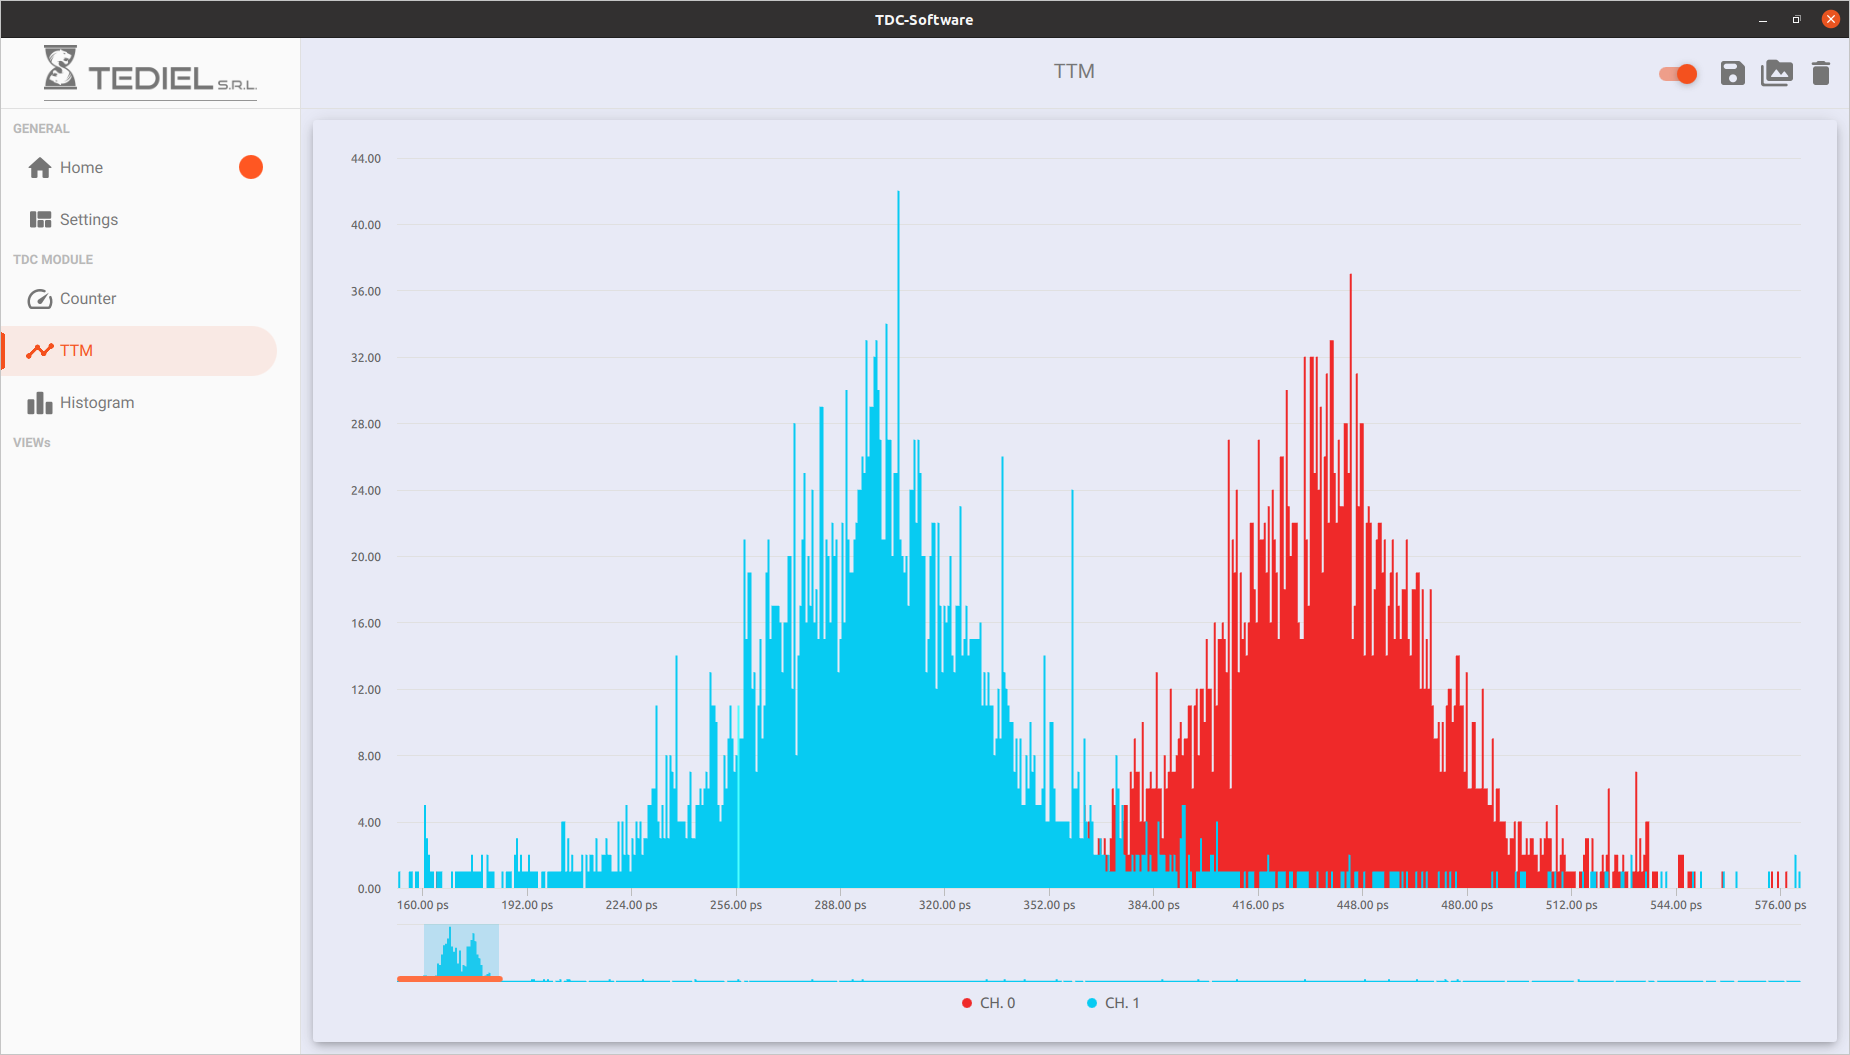 TDC-Software
TEDIEL S.R.L.
TTM
GENERAL
Home
Settings
TDC MODULE
Counter
TTM
Histogram
VIEWs
44.00
40.00
36.00
32.00
28.00
24.00
20.00
16.00
12.00
8.00
4.00
0.00
160.00 ps 192.00 ps 224.00 ps 256.00 ps 288.00 ps 320.00 ps 352.00 ps 384.00 ps 416.00 ps 448.00 ps 480.00 ps 512.00 ps 544.00 ps 576.00 ps
CH. 0 CH. 1